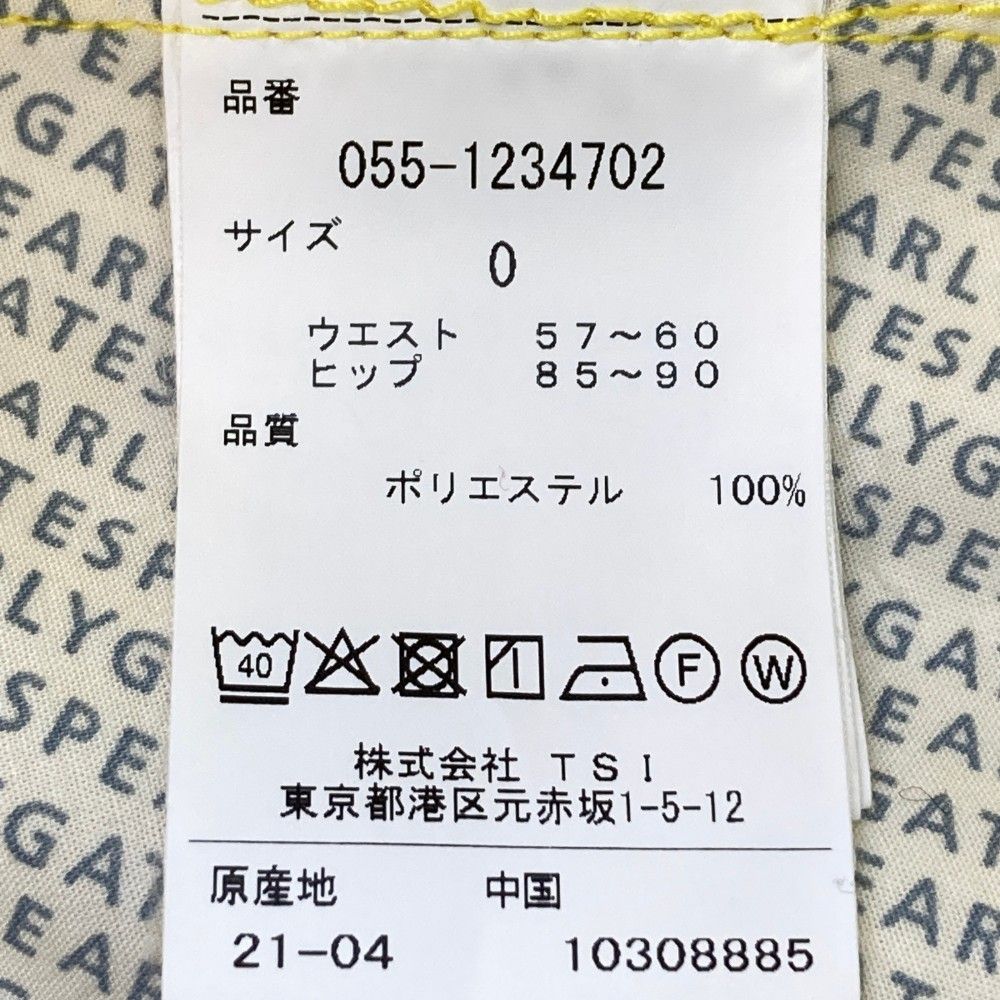 品番
055-1234702
サイズ
0
ウエスト 57～60
ヒップ 85～90
品質
ポリエステル 100%
40 F W
株式会社 TSI
東京都港区元赤坂1-5-12
原産地 中国
21-04 10308885